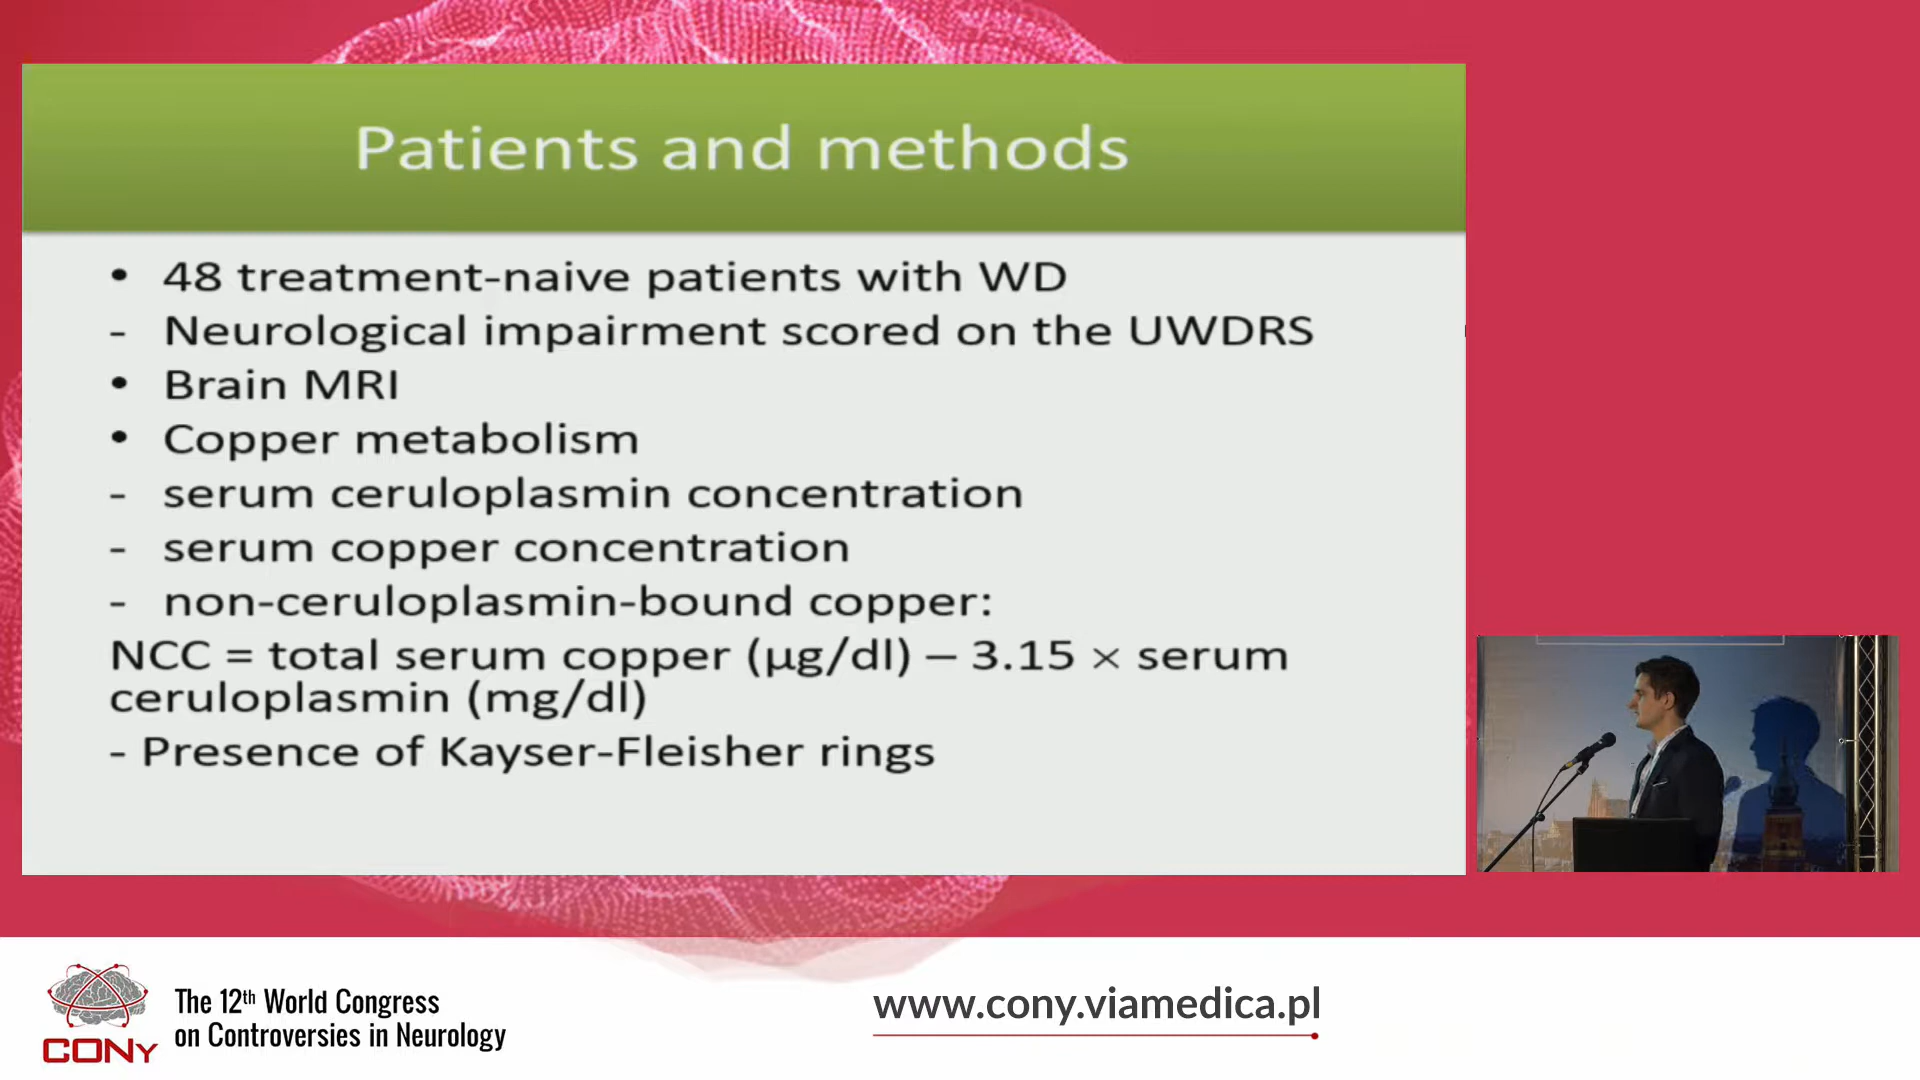 Patients and methods
• 48 treatment-naive patients with WD
- Neurological impairment scored on the UWDRS
• Brain MRI
• Copper metabolism
- serum ceruloplasmin concentration
- serum copper concentration
- non-ceruloplasmin-bound copper:
NCC = total serum copper (µg/dl) – 3.15 × serum
ceruloplasmin (mg/dl)
- Presence of Kayser-Fleisher rings
CONy
The 12th World Congress
on Controversies in Neurology
www.cony.viamedica.pl